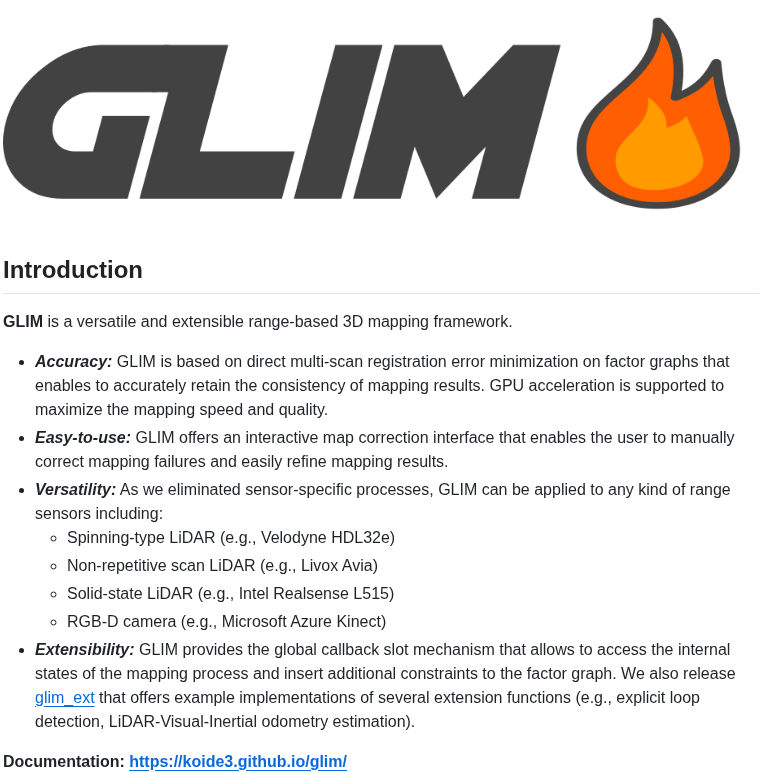 GLIM
Introduction
GLIM is a versatile and extensible range-based 3D mapping framework.
• Accuracy: GLIM is based on direct multi-scan registration error minimization on factor graphs that
enables to accurately retain the consistency of mapping results. GPU acceleration is supported to
maximize the mapping speed and quality.
• Easy-to-use: GLIM offers an interactive map correction interface that enables the user to manually
correct mapping failures and easily refine mapping results.
• Versatility: As we eliminated sensor-specific processes, GLIM can be applied to any kind of range
sensors including:
◦ Spinning-type LiDAR (e.g., Velodyne HDL32e)
◦ Non-repetitive scan LiDAR (e.g., Livox Avia)
◦ Solid-state LiDAR (e.g., Intel Realsense L515)
◦ RGB-D camera (e.g., Microsoft Azure Kinect)
• Extensibility: GLIM provides the global callback slot mechanism that allows to access the internal
states of the mapping process and insert additional constraints to the factor graph. We also release
glim_ext that offers example implementations of several extension functions (e.g., explicit loop
detection, LiDAR-Visual-Inertial odometry estimation).
Documentation: https://koide3.github.io/glim/